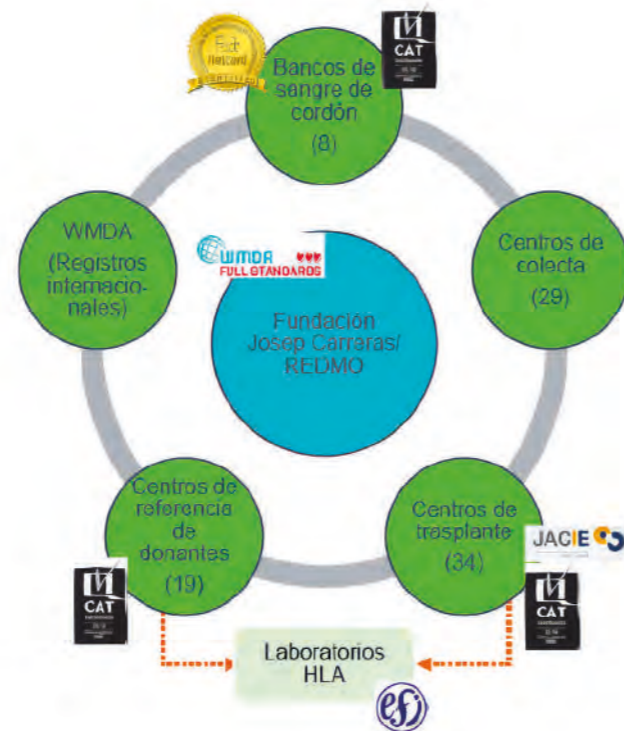 Bancos de
sangre de
cordón
(8)
CAT
WMDA
(Registros
internacio-
nales)
WMDA
FULL STANDARDS
Centros de
colecta
(29)
Fundación
Josep Carreras/
REDMO
Centros de
referencia
de
donantes
(19)
CAT
Centros de
trasplante
(34)
JACIE
CAT
Laboratorios
HLA
efi